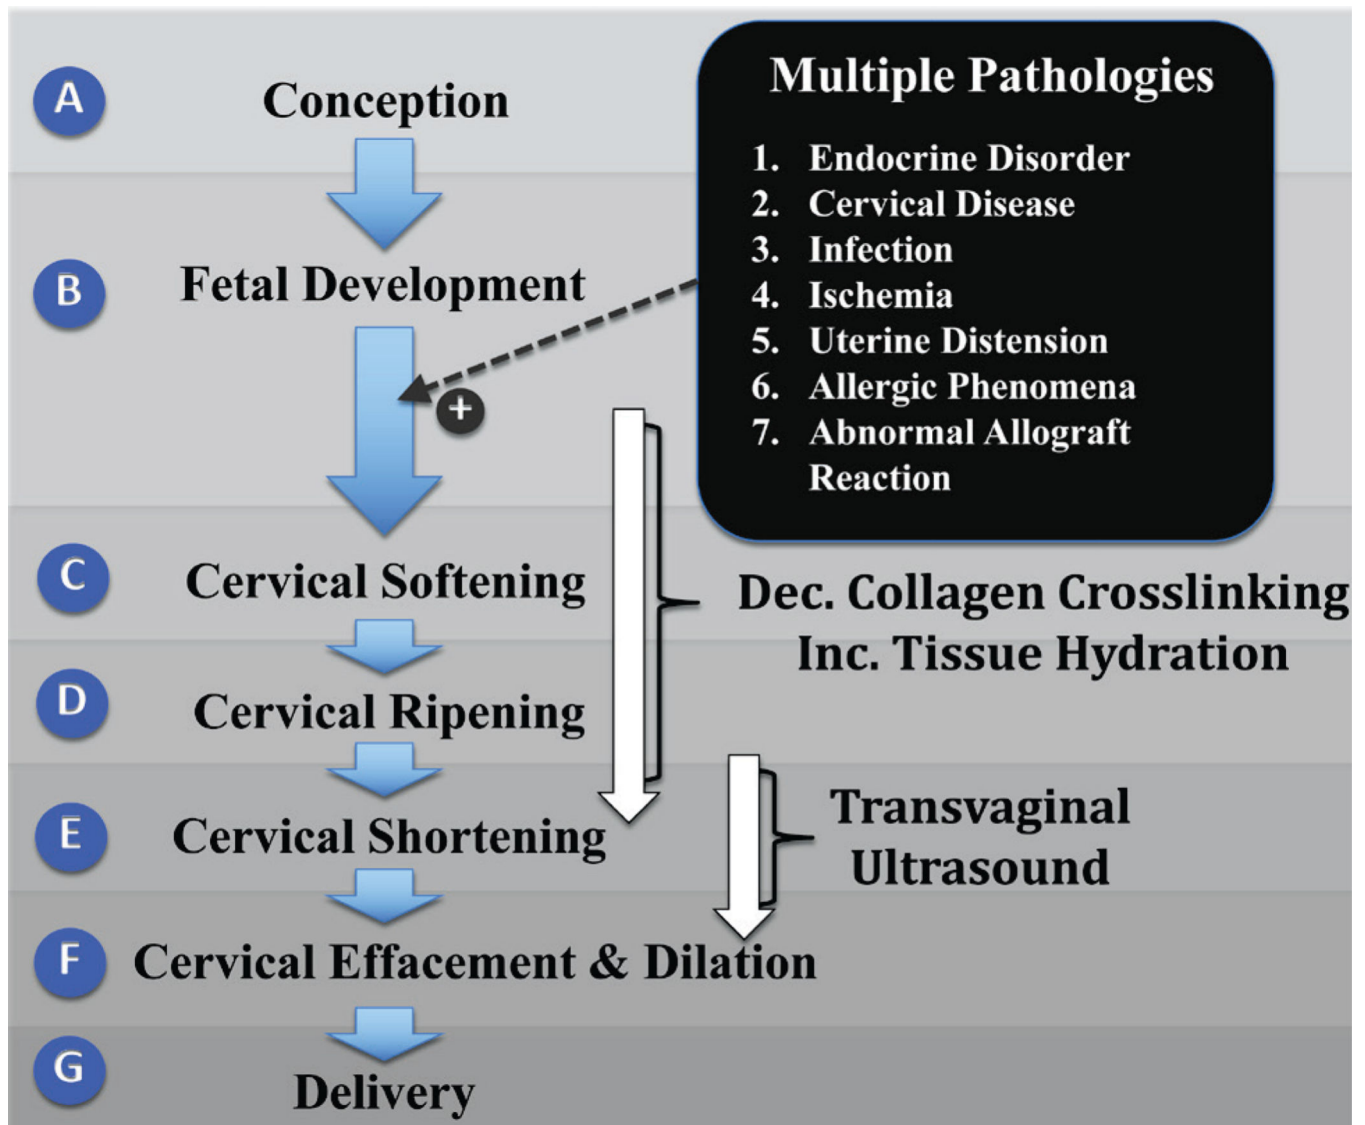 A
Conception
B
Fetal Development
+
C
Cervical Softening
D
Cervical Ripening
E
Cervical Shortening
F
Cervical Effacement & Dilation
G
Delivery
Multiple Pathologies
1. Endocrine Disorder
2. Cervical Disease
3. Infection
4. Ischemia
5. Uterine Distension
6. Allergic Phenomena
7. Abnormal Allograft
Reaction
Dec. Collagen Crosslinking
Inc. Tissue Hydration
Transvaginal
Ultrasound